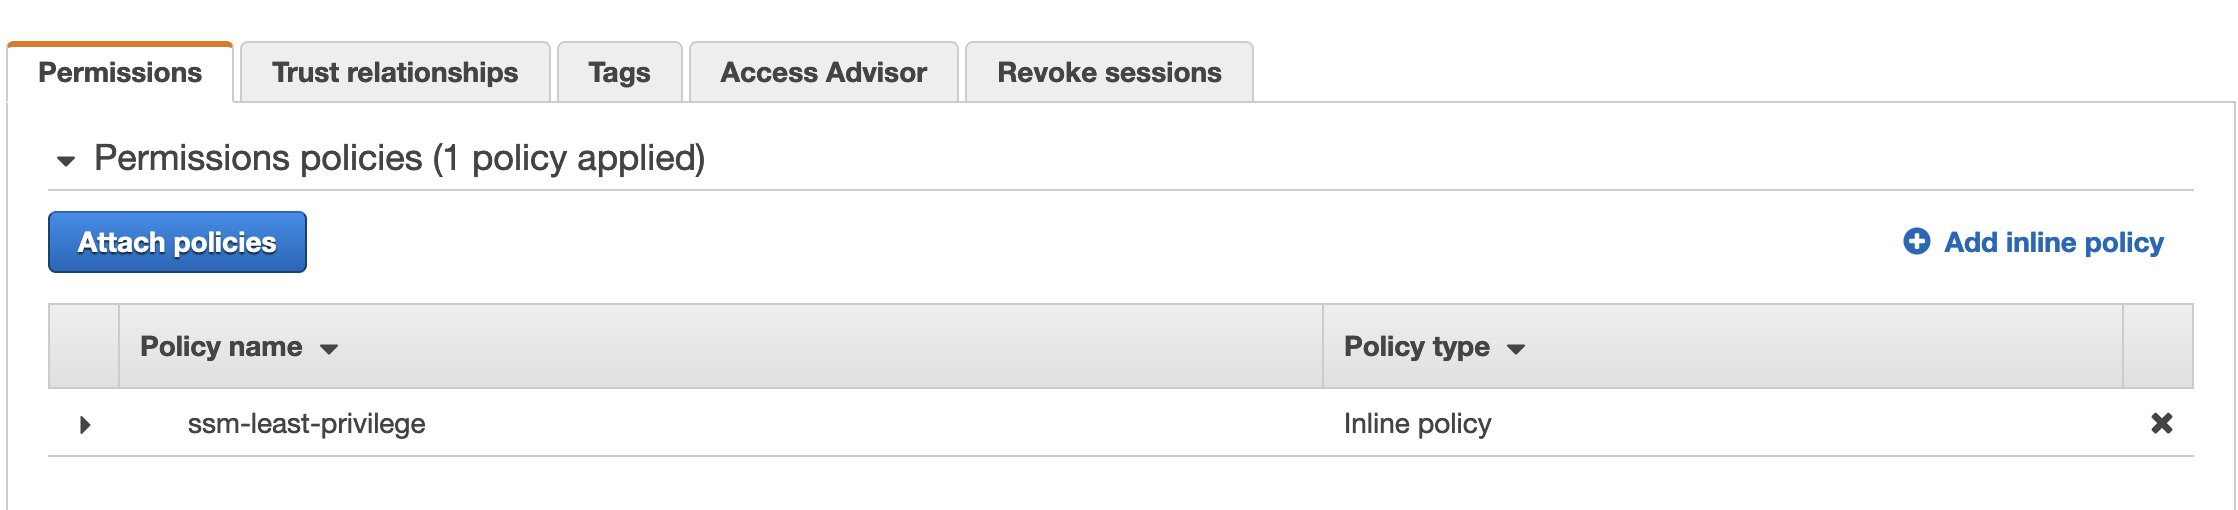 Permissions Trust relationships Tags Access Advisor Revoke sessions
Permissions policies (1 policy applied)
Attach policies Add inline policy
Policy name Policy type
ssm-least-privilege Inline policy